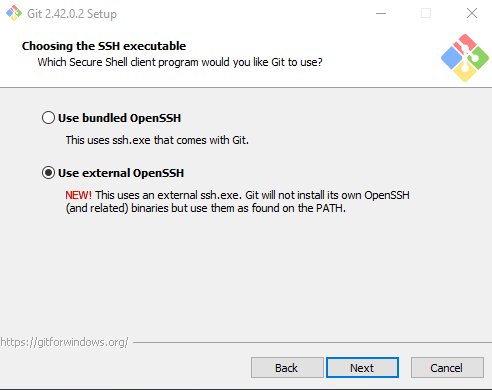 Git 2.42.0.2 Setup
Choosing the SSH executable
Which Secure Shell client program would you like Git to use?
Use bundled OpenSSH
This uses ssh.exe that comes with Git.
Use external OpenSSH
NEW! This uses an external ssh.exe. Git will not install its own OpenSSH
(and related) binaries but use them as found on the PATH.
https://gitforwindows.org/
Back Next Cancel